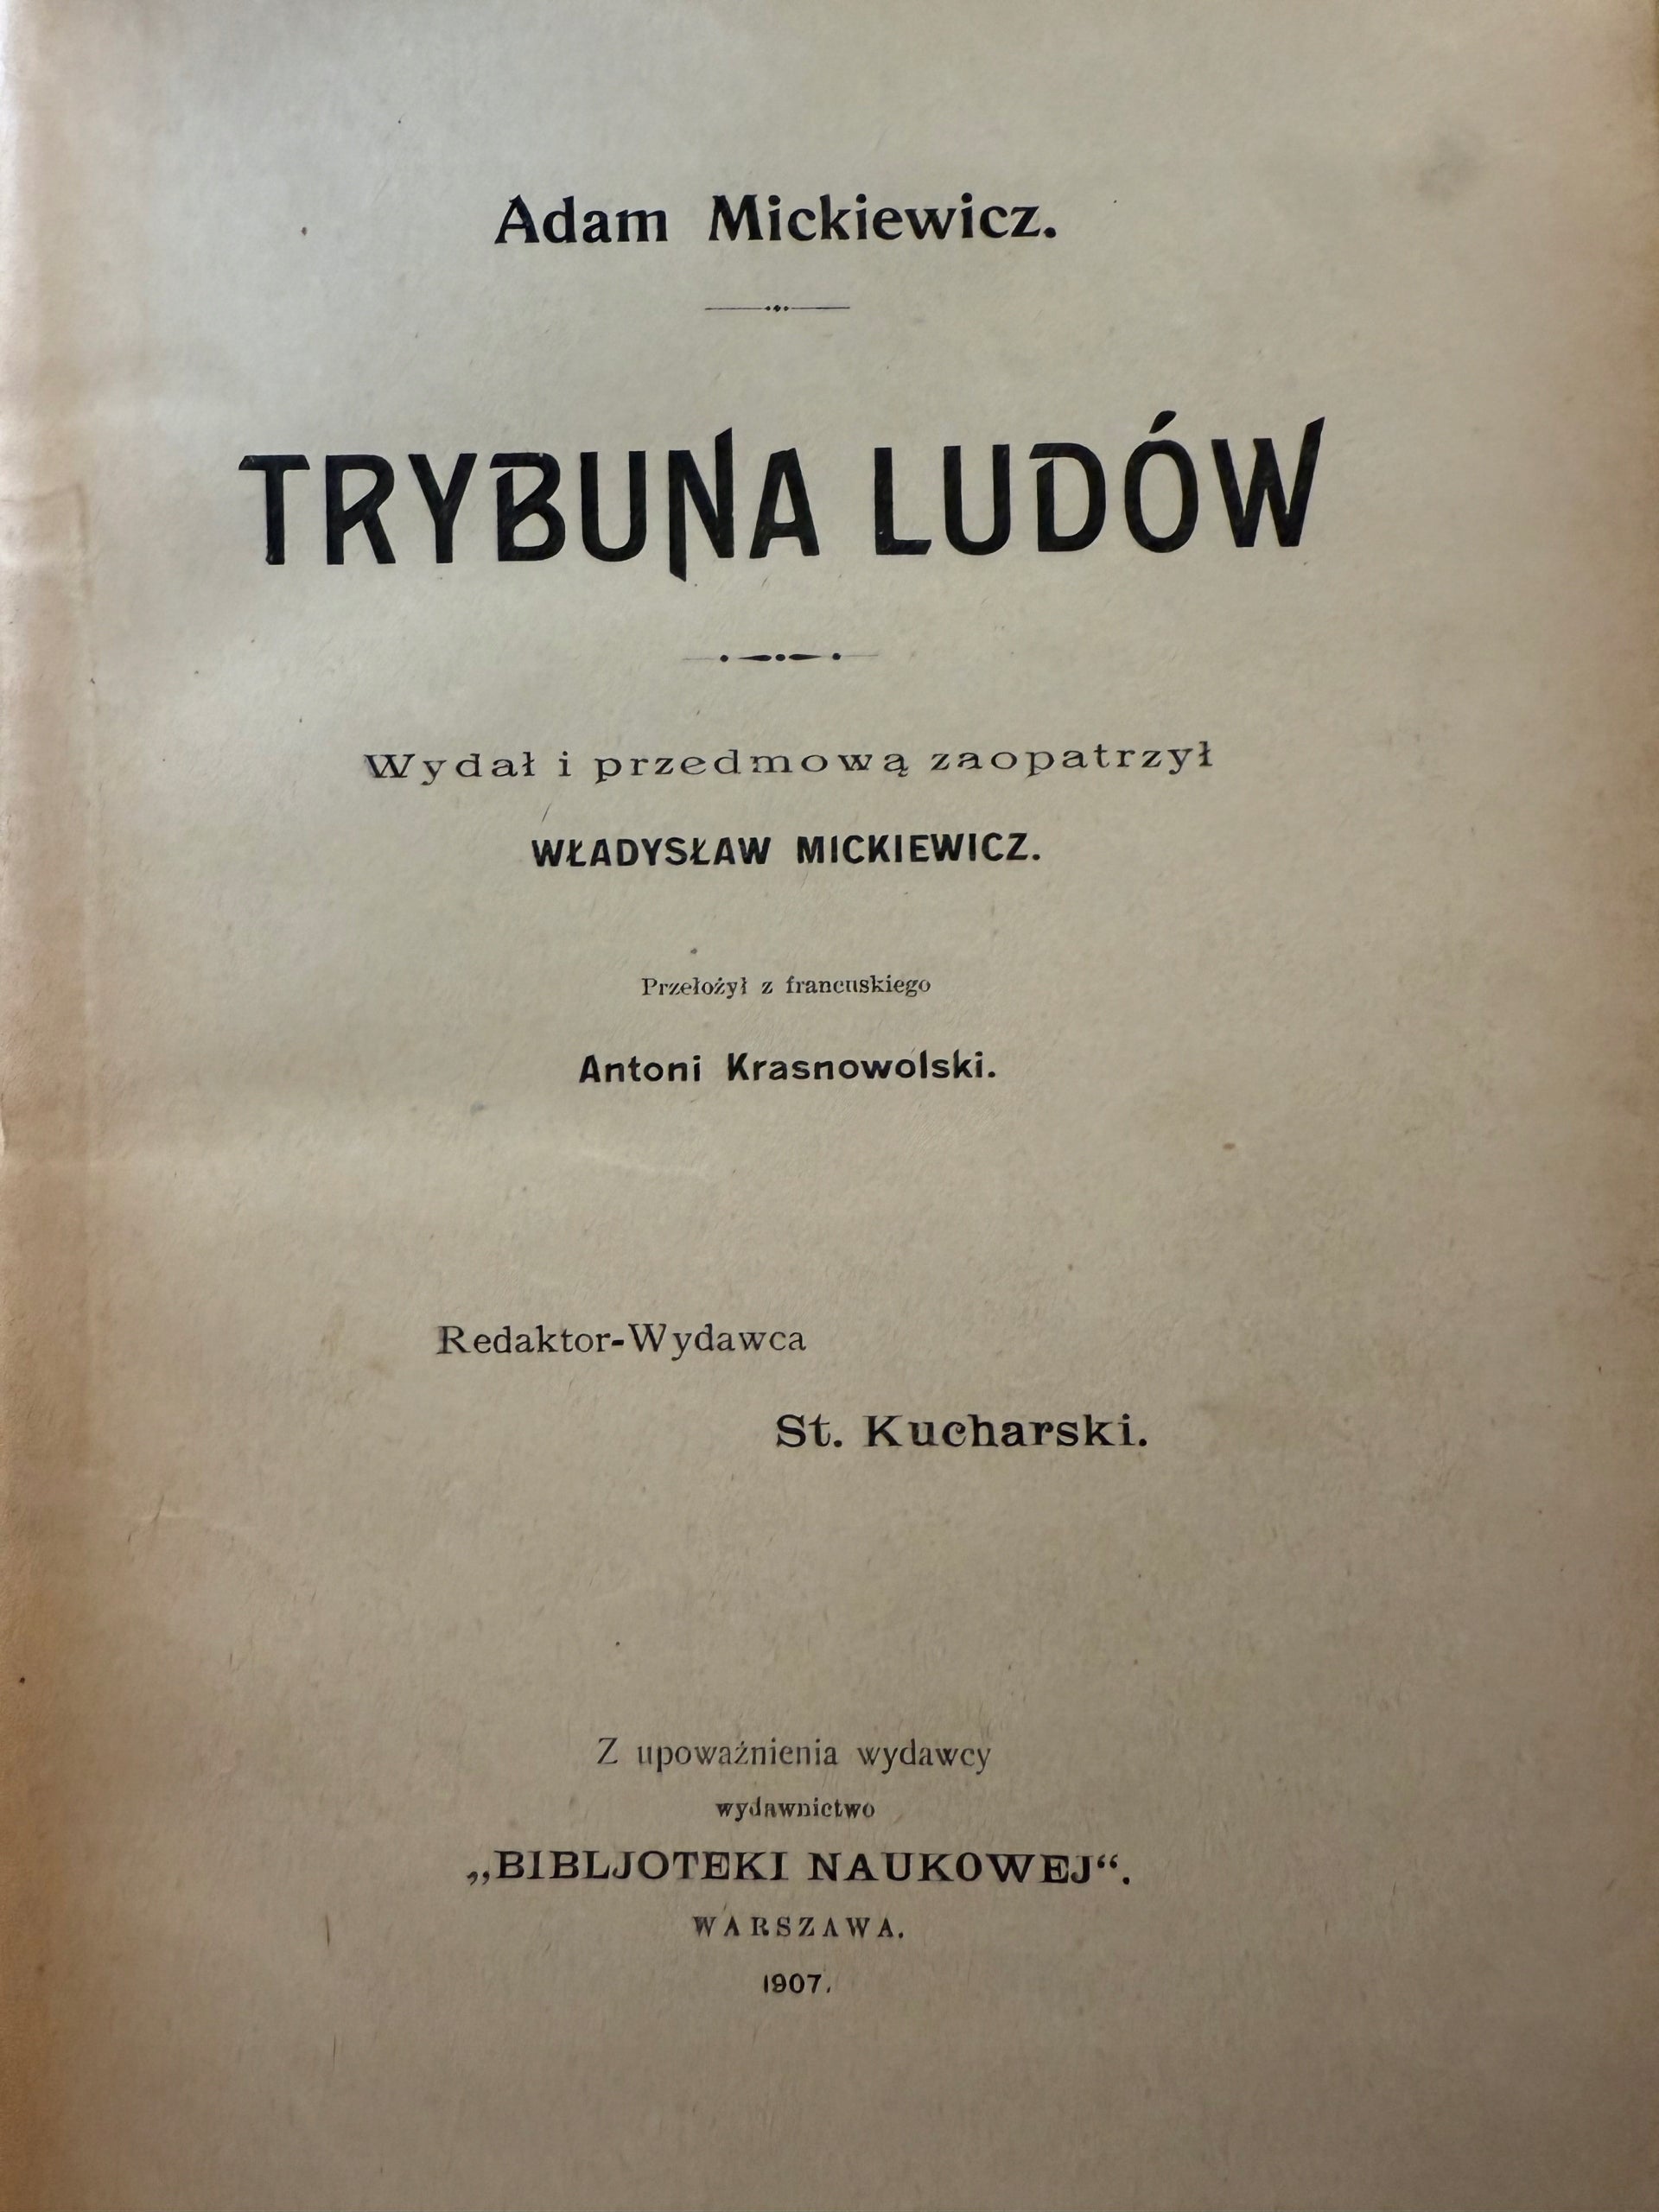 Adam Mickiewicz.
TRYBUNA LUDÓW
Wydał i przedmową zaopatrzył
WŁADYSŁAW MICKIEWICZ.
Przełożył z francuskiego
Antoni Krasnowolski.
Redaktor-Wydawca
St. Kucharski.
Z upoważnienia wydawcy
wydawnictwo
„BIBLJOTEKI NAUKOWEJ“.
WARSZAWA.
1907.